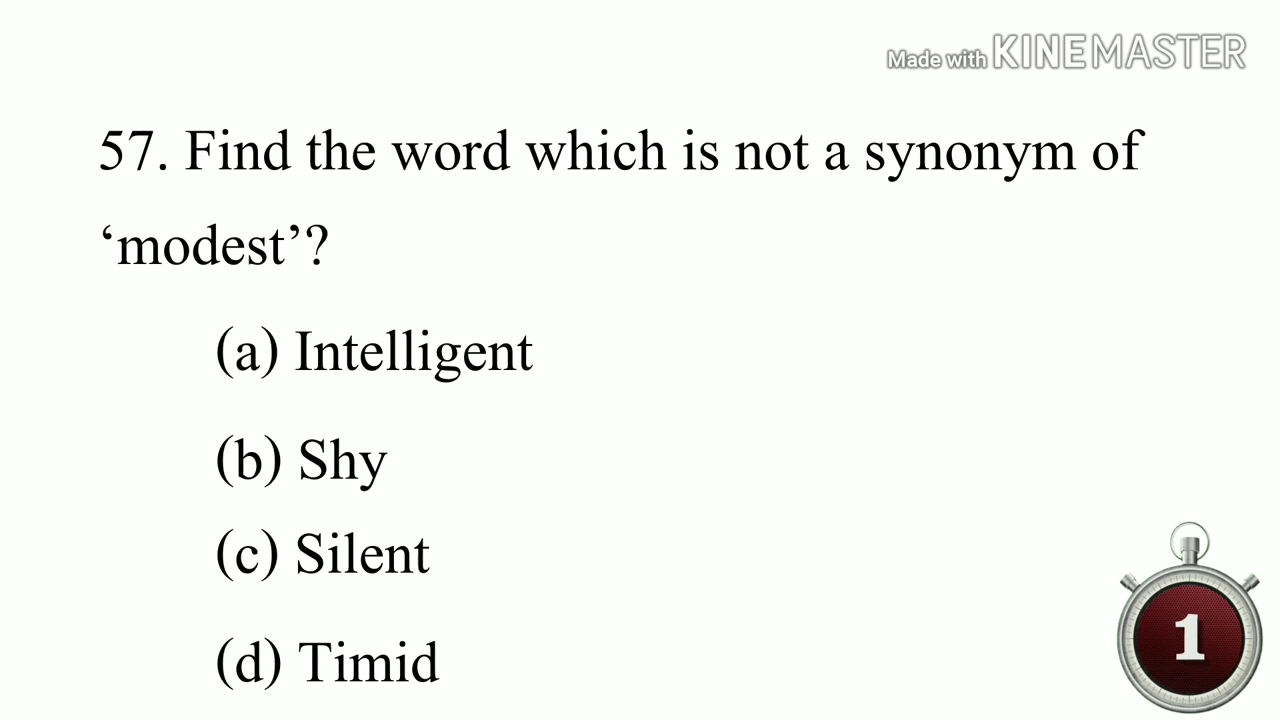 Made with KINEMASTER
57. Find the word which is not a synonym of
‘modest’?
(a) Intelligent
(b) Shy
(c) Silent
(d) Timid
1